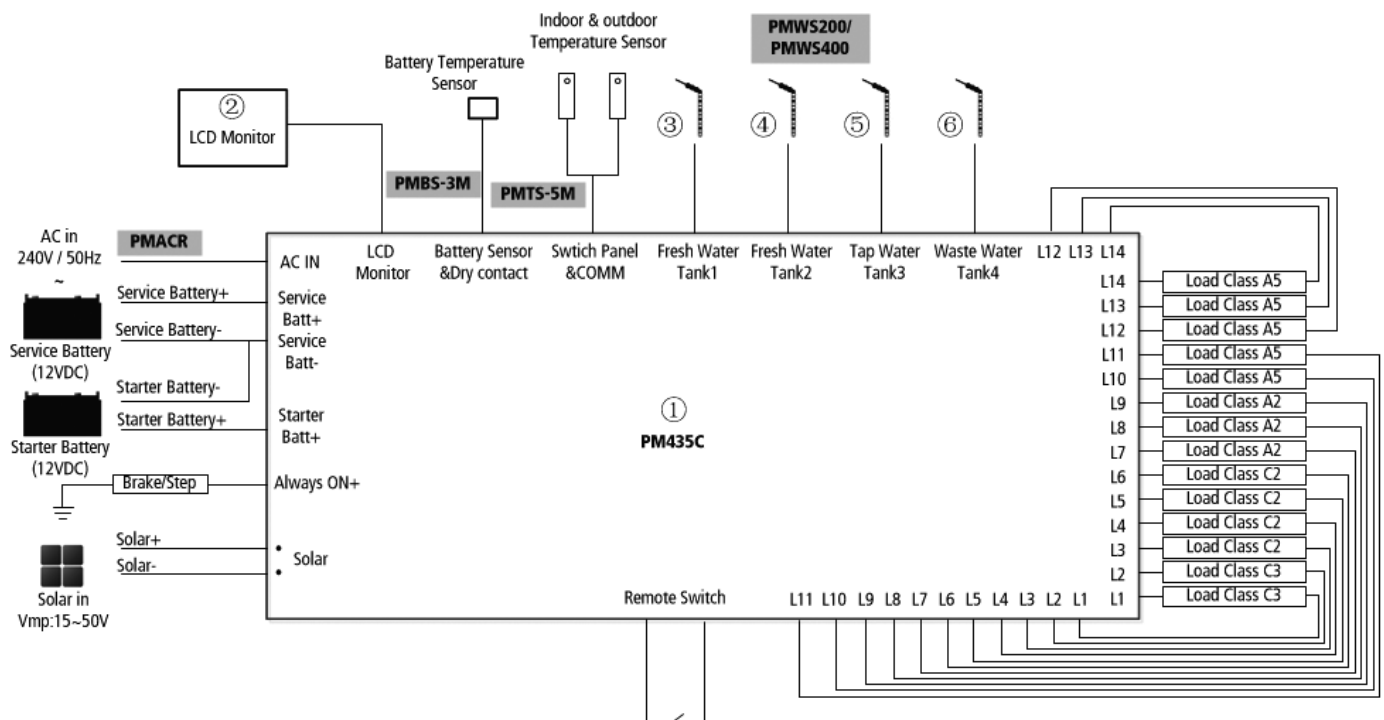 Indoor & outdoor
Temperature Sensor
PMWS200/
PMWS400
Battery Temperature
Sensor
②
LCD Monitor
③
④
⑤
⑥
PMBS-3M
PMTS-5M
AC in
240V / 50Hz
~
PMACR
AC IN
LCD
Monitor
Battery Sensor
&Dry contact
Swtich Panel
&COMM
Fresh Water
Tank1
Fresh Water
Tank2
Tap Water
Tank3
Waste Water
Tank4
L12 L13 L14
Service Battery+
Service
Batt+
Service Battery-
Service
Batt-
Service Battery
(12VDC)
Starter Battery-
Starter Battery+
Starter
Batt+
Starter Battery
(12VDC)
Brake/Step
Always ON+
Solar+
Solar-
Solar
Solar in
Vmp:15~50V
①
PM435C
L14 Load Class A5
L13 Load Class A5
L12 Load Class A5
L11 Load Class A5
L10 Load Class A5
L9 Load Class A2
L8 Load Class A2
L7 Load Class A2
L6 Load Class C2
L5 Load Class C2
L4 Load Class C2
L3 Load Class C2
L2 Load Class C3
L1 Load Class C3
Remote Switch
L11 L10 L9 L8 L7 L6 L5 L4 L3 L2 L1